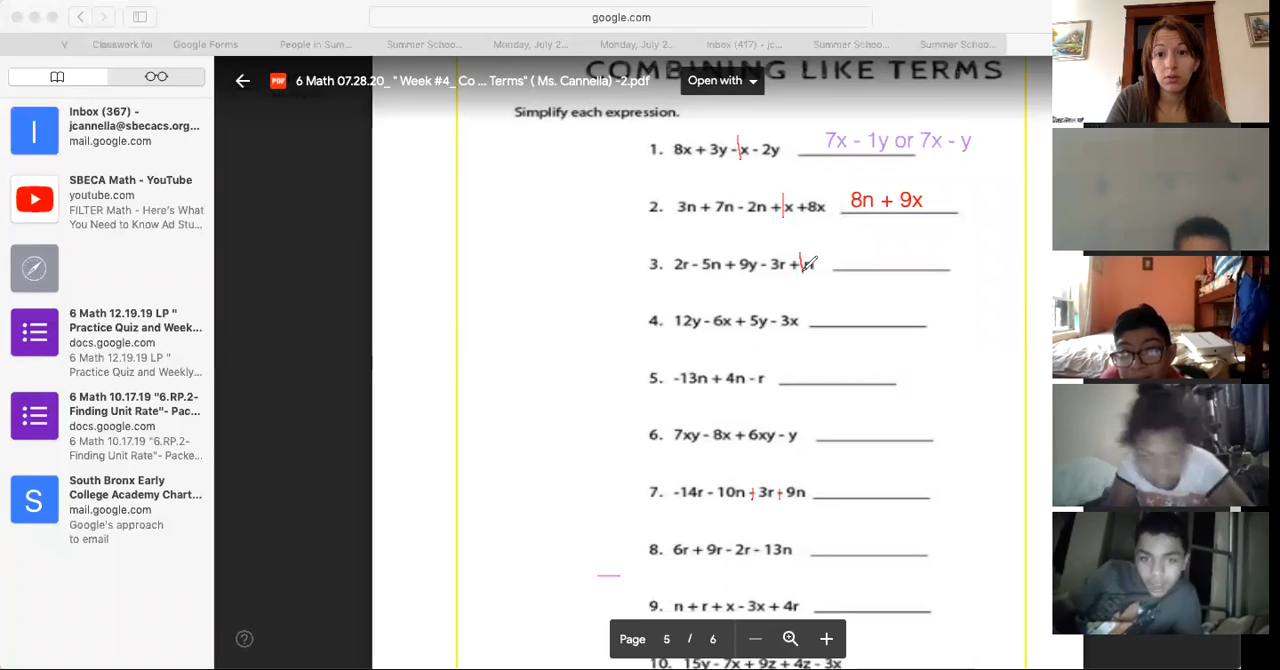 google.com
Classwork for
Google Forms
People in Sum...
Summer Schoo...
Monday, July 2...
Monday, July 2...
Inbox (417) - jc...
Summer Schoo...
Summer Scho...
Inbox (367) -
jcannella@sbecacs.org...
mail.google.com
SBECA Math - YouTube
youtube.com
FILTER Math - Here's What
You Need to Know Ad Stu...
6 Math 12.19.19 LP "
Practice Quiz and Week...
docs.google.com
6 Math 12.19.19 LP "
Practice Quiz and Weekly...
6 Math 10.17.19 "6.RP.2-
Finding Unit Rate"- Pac...
docs.google.com
6 Math 10.17.19 "6.RP.2-
Finding Unit Rate"- Packe...
S
South Bronx Early
College Academy Chart...
mail.google.com
Google's approach
to email
PDF 6 Math 07.28.20_ " Week #4_ Co ... Terms" ( Ms. Cannella) -2.pdf
Open with
COMBINING LIKE TERMS
Simplify each expression.
1. 8x + 3y - x - 2y 7x - 1y or 7x - y
2. 3n + 7n - 2n + x +8x 8n + 9x
3. 2r - 5n + 9y - 3r +
4. 12y - 6x + 5y - 3x
5. -13n + 4n - r
6. 7xy - 8x + 6xy - y
7. -14r - 10n + 3r + 9n
8. 6r + 9r - 2r - 13n
9. n + r + x - 3x + 4r
10. 15y - 7x + 9z + 4z - 3x
Page 5 / 6